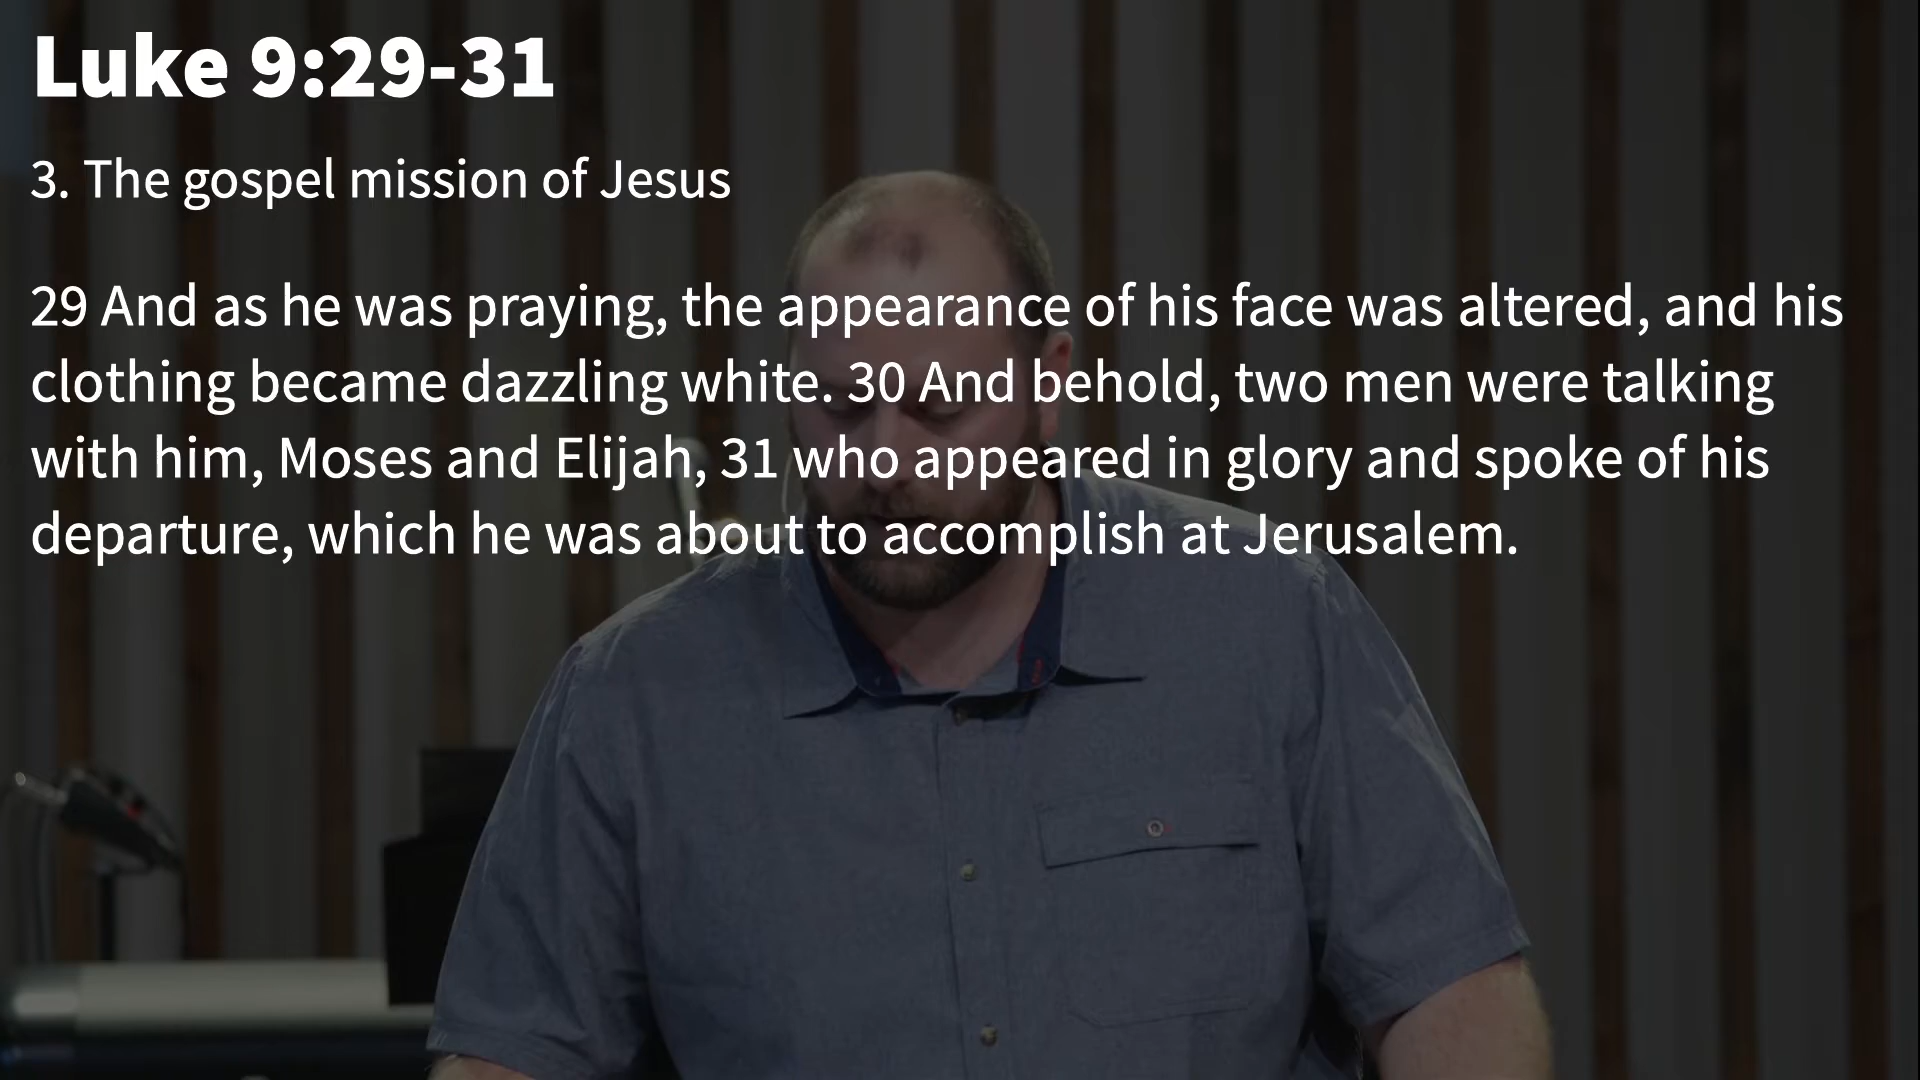 Luke 9:29-31
3. The gospel mission of Jesus
29 And as he was praying, the appearance of his face was altered, and his
clothing became dazzling white. 30 And behold, two men were talking
with him, Moses and Elijah, 31 who appeared in glory and spoke of his
departure, which he was about to accomplish at Jerusalem.